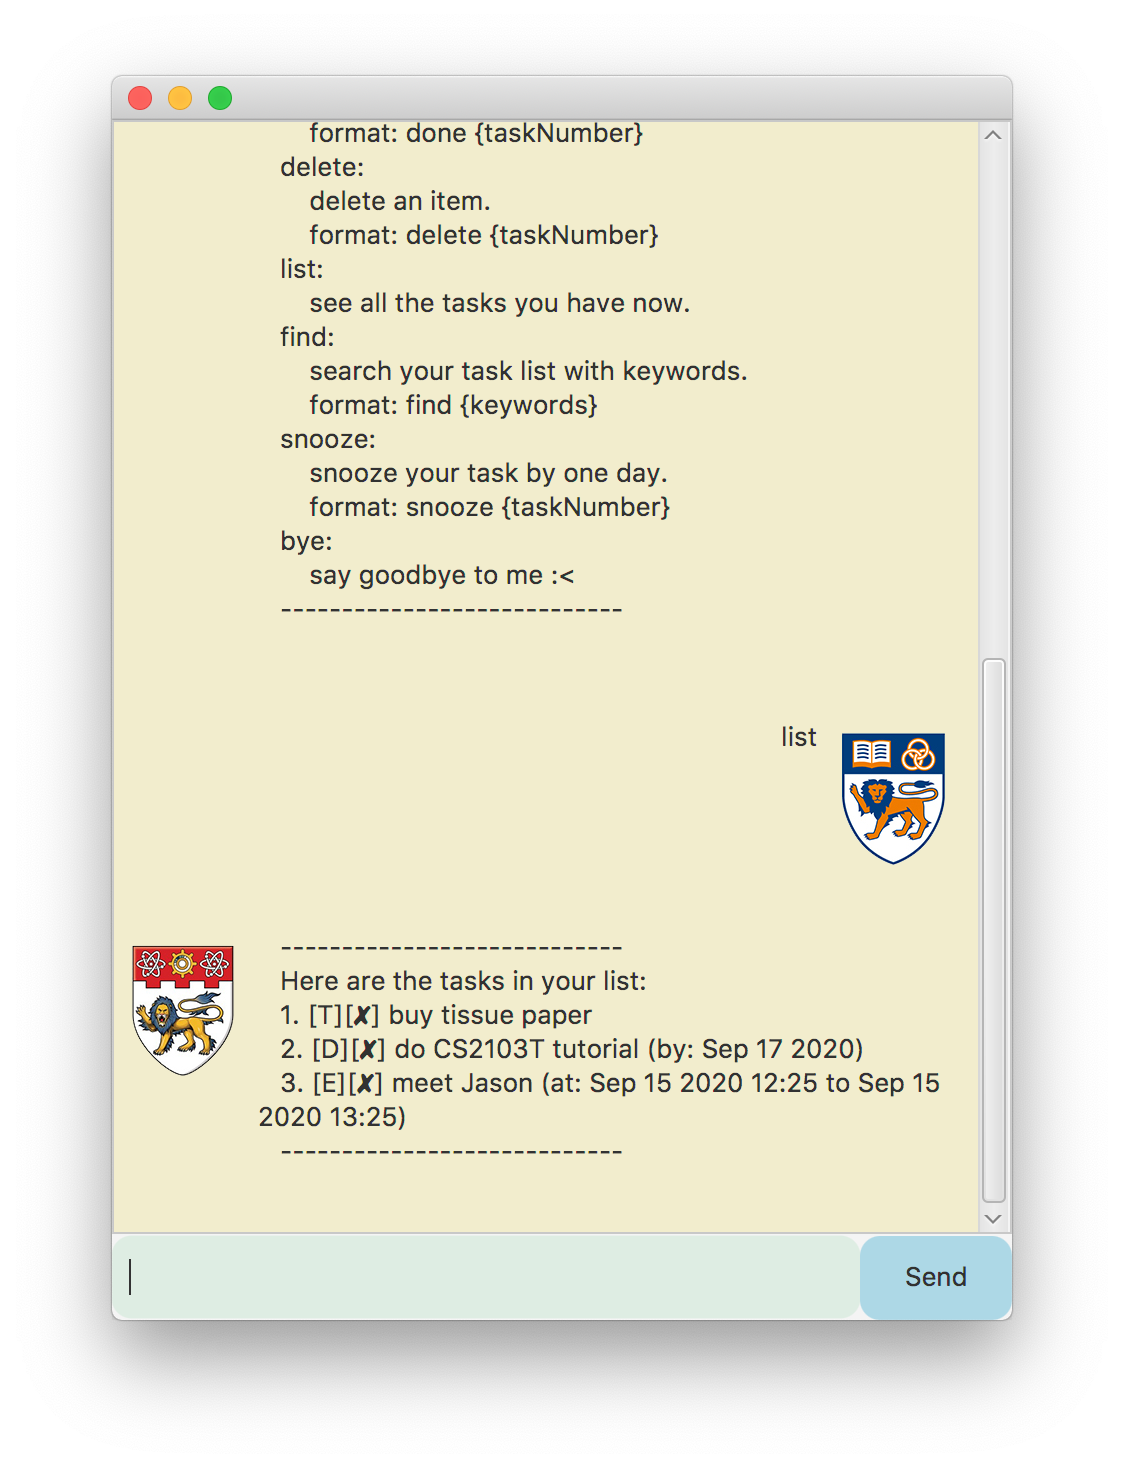 format: done {taskNumber}
delete:
delete an item.
format: delete {taskNumber}
list:
see all the tasks you have now.
find:
search your task list with keywords.
format: find {keywords}
snooze:
snooze your task by one day.
format: snooze {taskNumber}
bye:
say goodbye to me :<
----------------------------
list
----------------------------
Here are the tasks in your list:
1. [T][✘] buy tissue paper
2. [D][✘] do CS2103T tutorial (by: Sep 17 2020)
3. [E][✘] meet Jason (at: Sep 15 2020 12:25 to Sep 15
2020 13:25)
----------------------------
Send